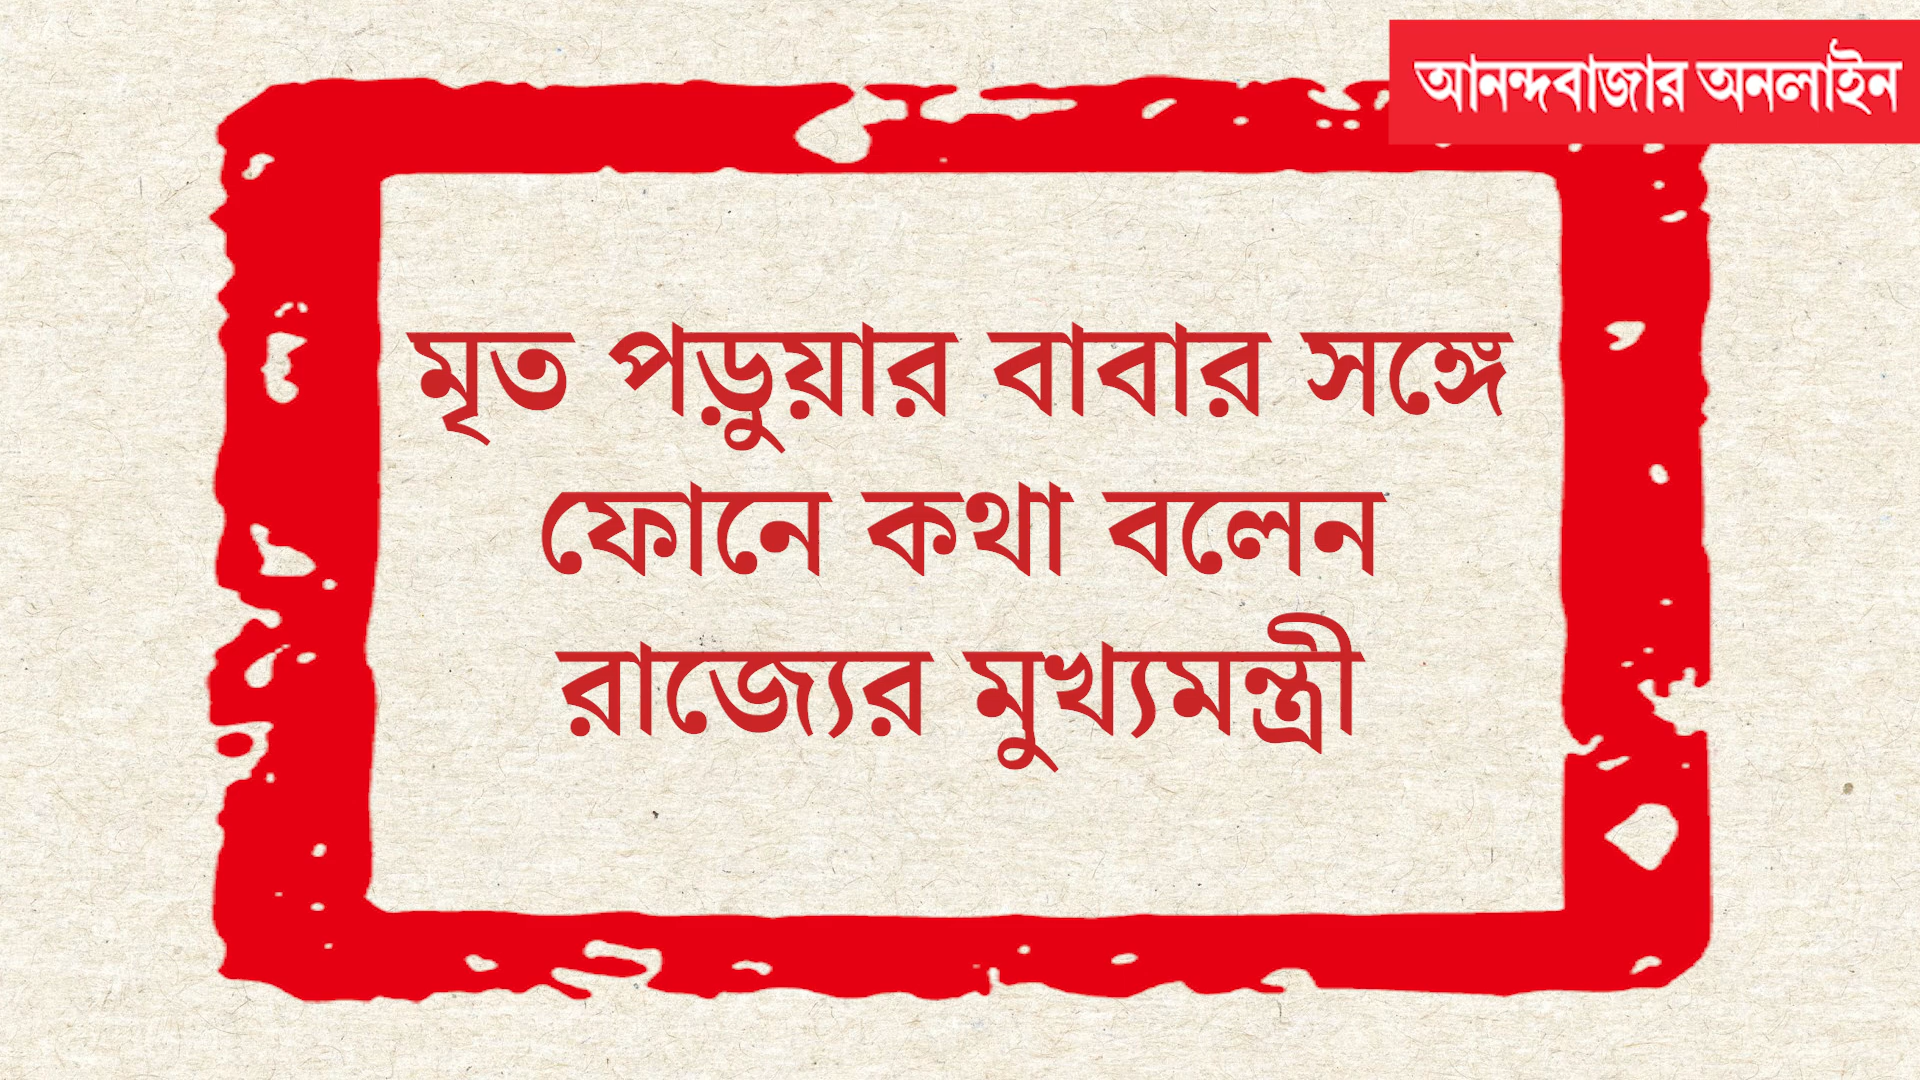 আনন্দবাজার অনলাইন
মৃত পড়ুয়ার বাবার সঙ্গে
ফোনে কথা বলেন
রাজ্যের মুখ্যমন্ত্রী